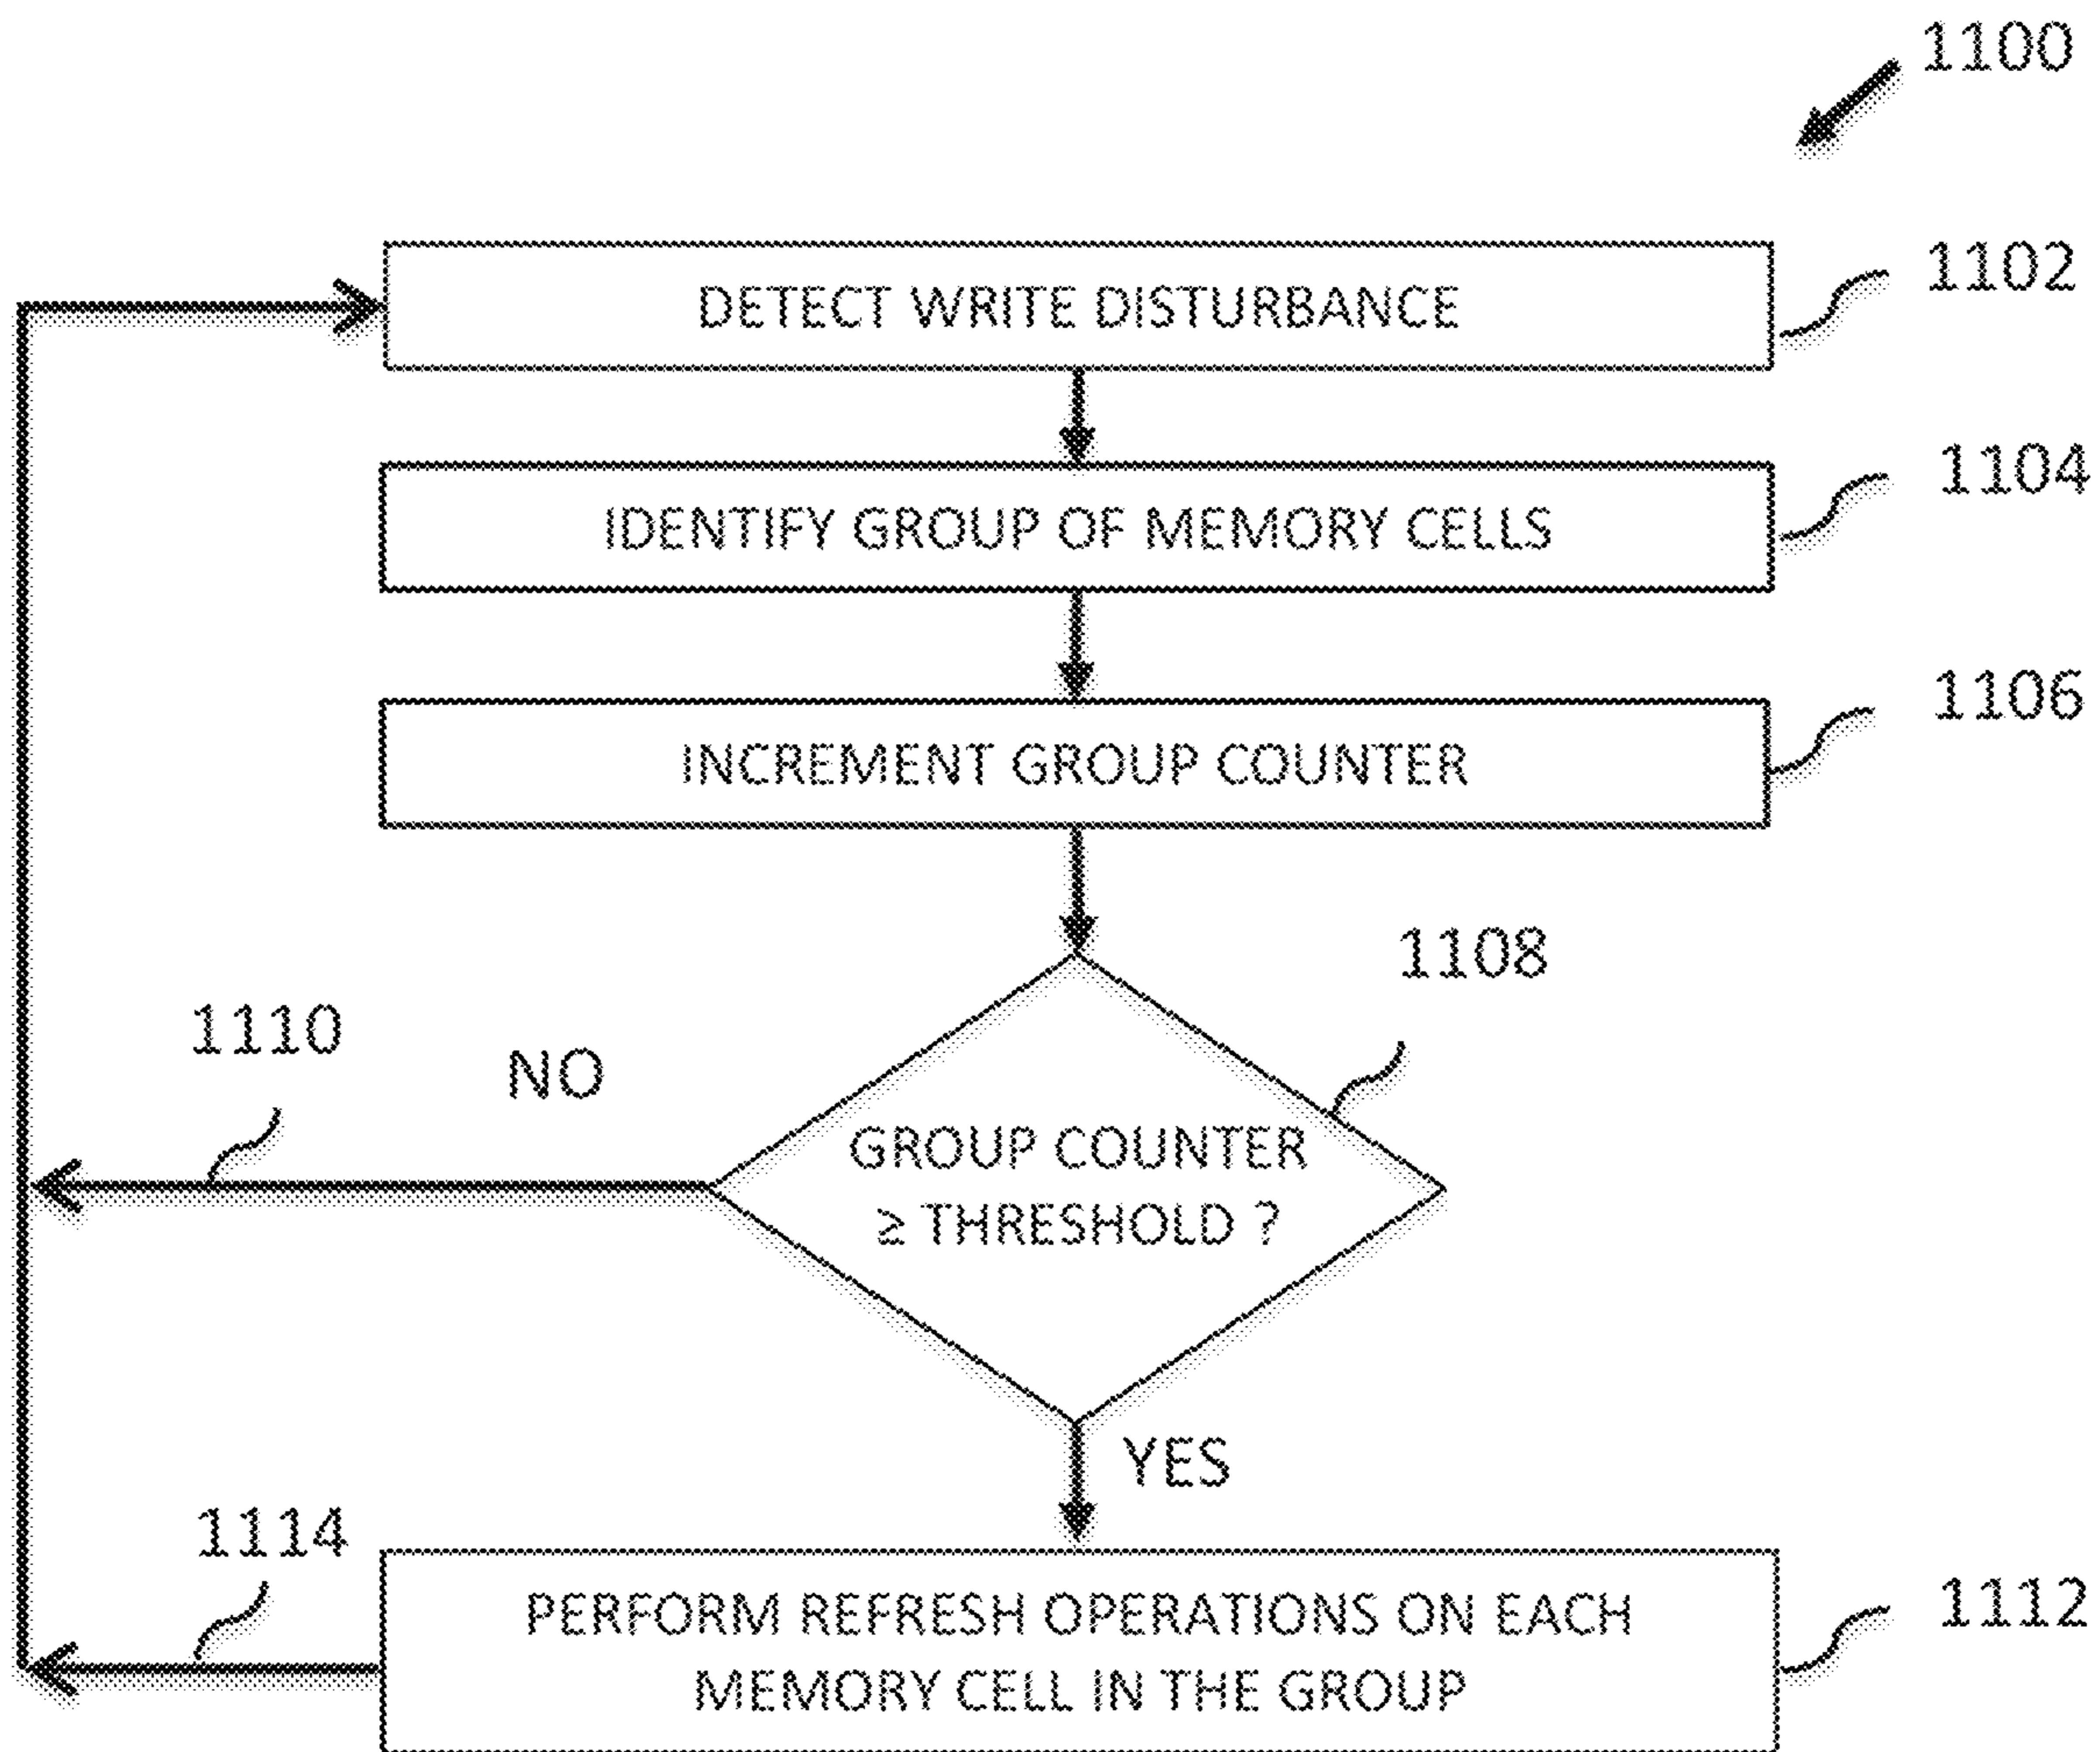 1100
DETECT WRITE DISTURBANCE
1102
IDENTIFY GROUP OF MEMORY CELLS
1104
INCREMENT GROUP COUNTER
1106
1108
1110
NO
GROUP COUNTER
≥ THRESHOLD ?
YES
1114
PERFORM REFRESH OPERATIONS ON EACH
MEMORY CELL IN THE GROUP
1112